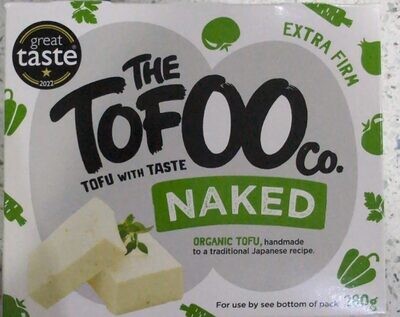 great
taste
2022
EXTRA FIRM
THE
TOFOO
Co.
TOFU WITH TASTE
NAKED
ORGANIC TOFU, handmade
to a traditional Japanese recipe.
For use by see bottom of pack
280g